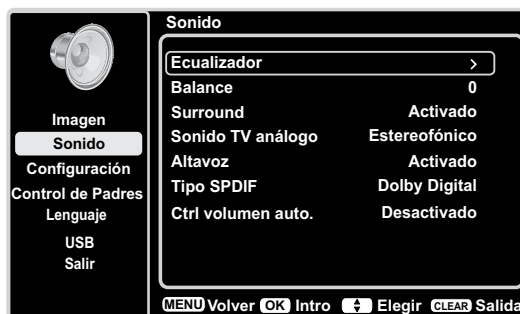 Sonido
Imagen
Sonido
Configuración
Control de Padres
Lenguaje
USB
Salir
Ecualizador >
Balance 0
Surround Activado
Sonido TV análogo Estereofónico
Altavoz Activado
Tipo SPDIF Dolby Digital
Ctrl volumen auto. Desactivado
MENU Volver OK Intro Elegir CLEAR Salida